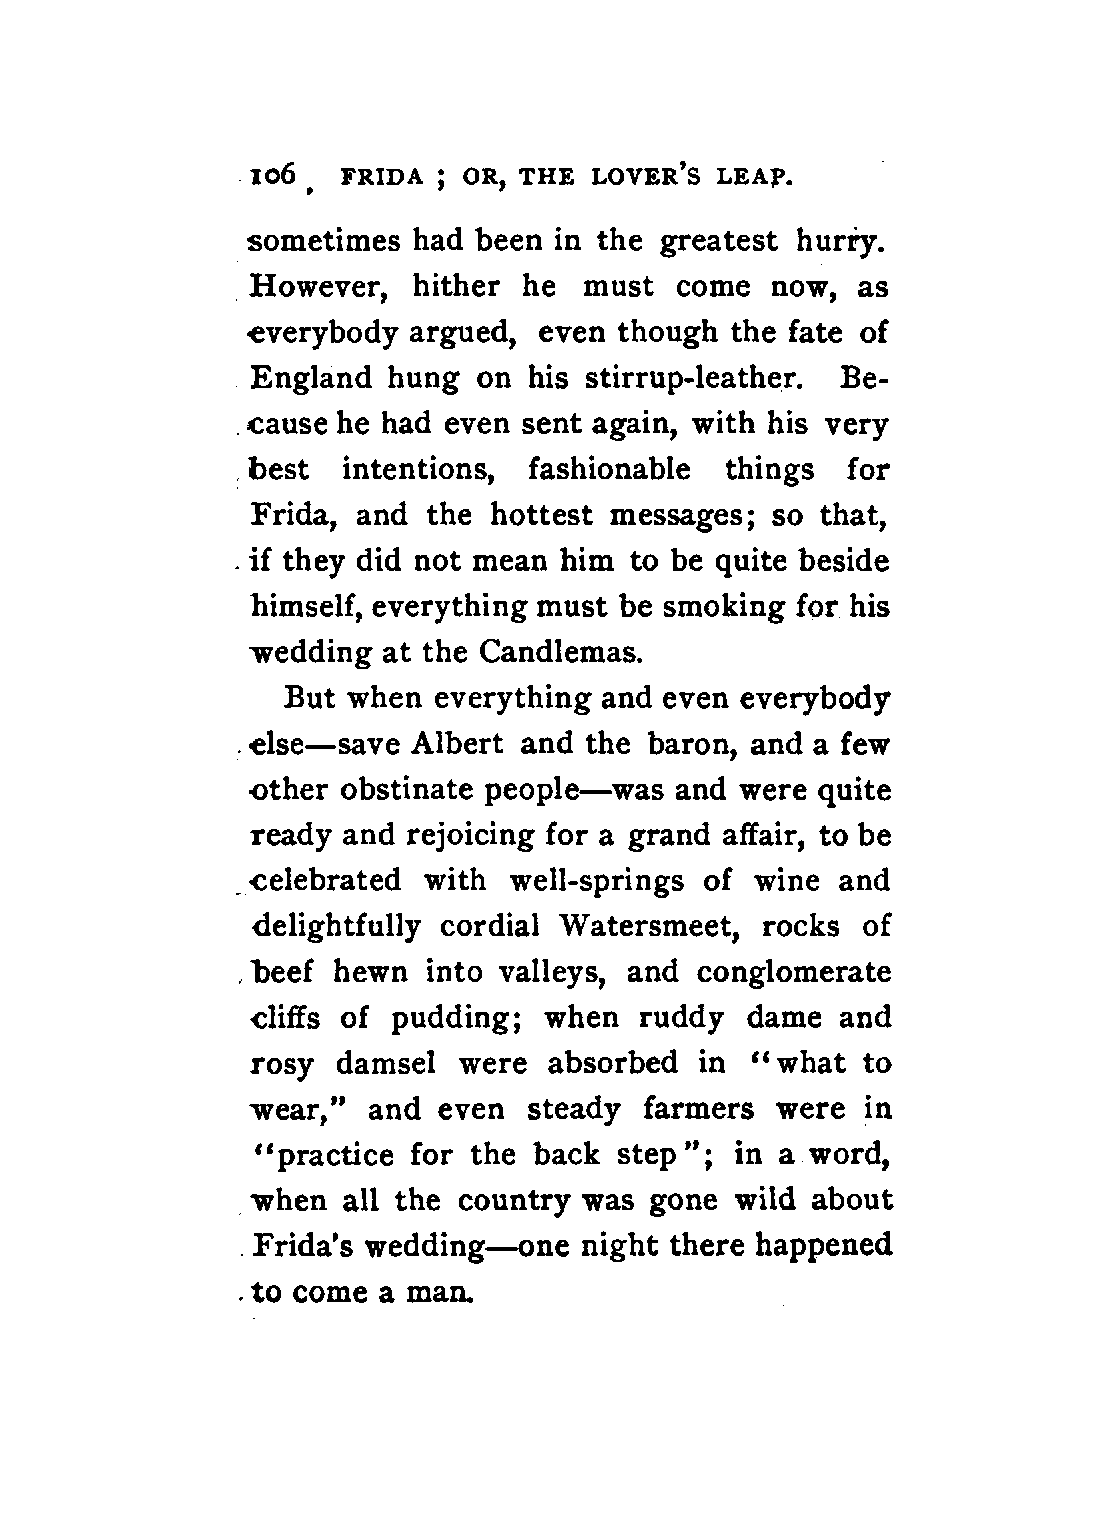 106 FRIDA ; OR, THE LOVER'S LEAP.
sometimes had been in the greatest hurry.
However, hither he must come now, as
everybody argued, even though the fate of
England hung on his stirrup-leather. Be-
cause he had even sent again, with his very
best intentions, fashionable things for
Frida, and the hottest messages; so that,
if they did not mean him to be quite beside
himself, everything must be smoking for his
wedding at the Candlemas.
But when everything and even everybody
else—save Albert and the baron, and a few
other obstinate people—was and were quite
ready and rejoicing for a grand affair, to be
celebrated with well-springs of wine and
delightfully cordial Watersmeet, rocks of
beef hewn into valleys, and conglomerate
cliffs of pudding; when ruddy dame and
rosy damsel were absorbed in "what to
wear," and even steady farmers were in
"practice for the back step"; in a word,
when all the country was gone wild about
Frida's wedding—one night there happened
to come a man.